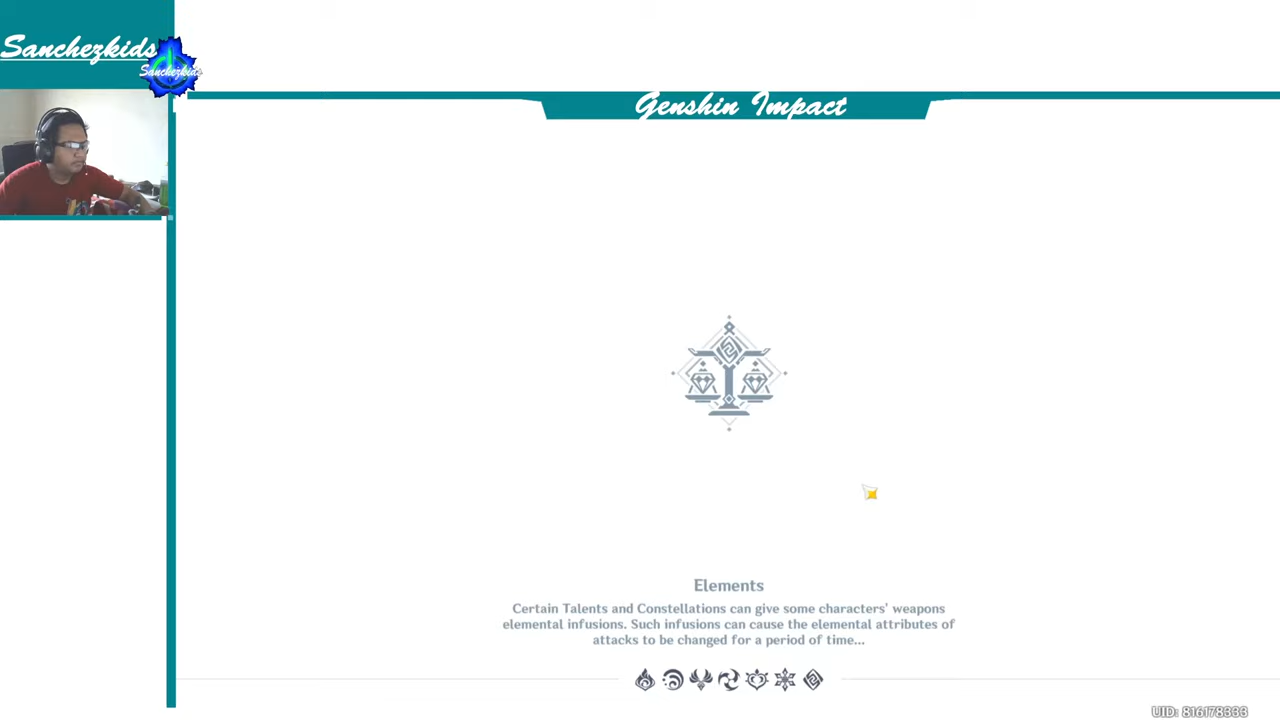 Sanchezkids
Sanchezkids
Genshin Impact
Elements
Certain Talents and Constellations can give some characters' weapons
elemental infusions. Such infusions can cause the elemental attributes of
attacks to be changed for a period of time...
UID: 816178333